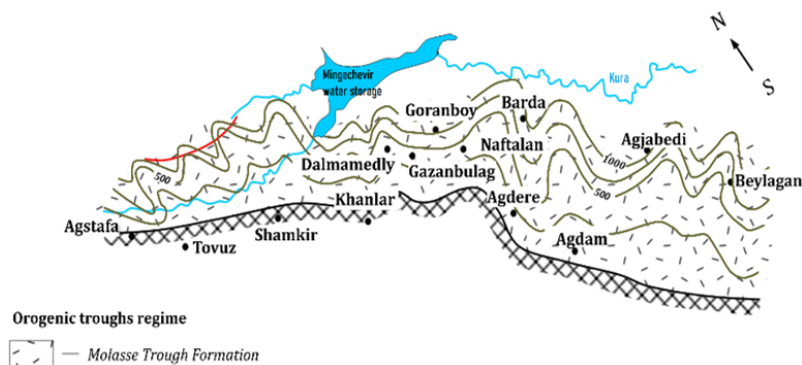 N
S
Mingechevir
water storage
Kura
Goranboy
Barda
Dalmamedly
Naftalan
Agjabedi
1000
500
Gazanbulag
500
Beylagan
Khanlar
Agdere
Agstafa
Shamkir
Tovuz
Agdam
Orogenic troughs regime
— Molasse Trough Formation